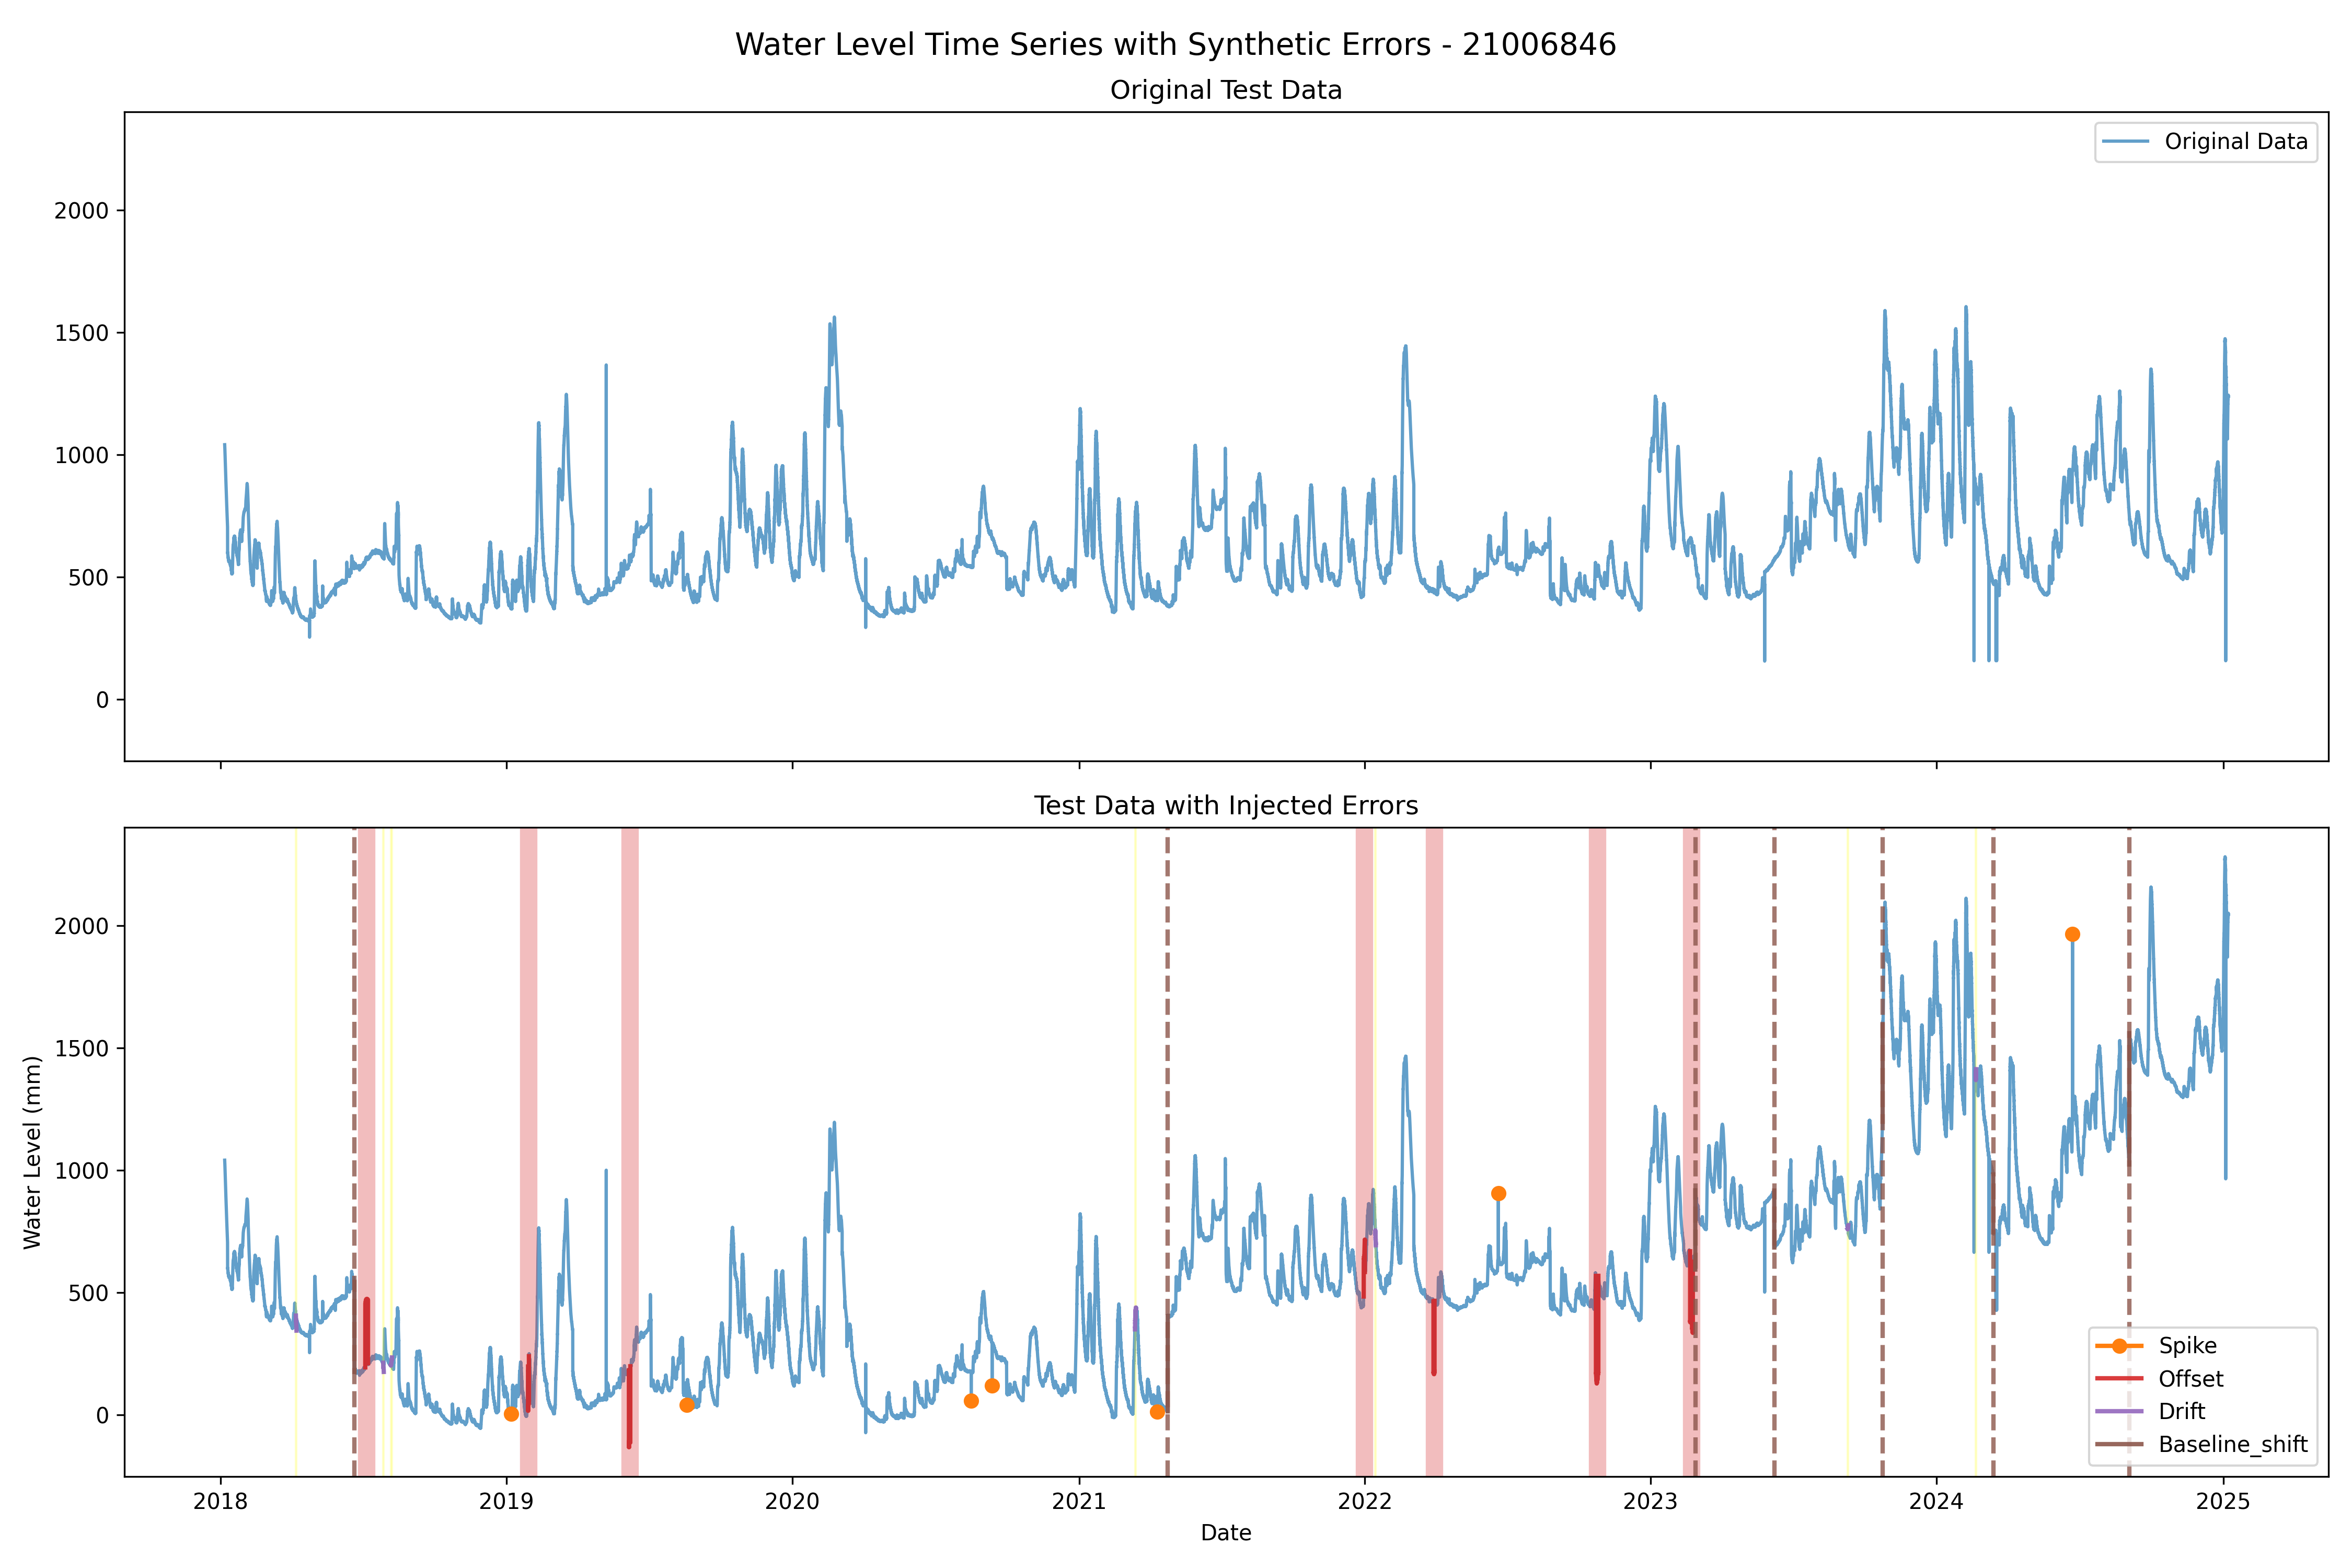 Water Level Time Series with Synthetic Errors - 21006846
Original Test Data
Original Data
2000
1500
1000
500
0
Test Data with Injected Errors
Water Level (mm)
2000
1500
1000
500
0
Spike
Offset
Drift
Baseline_shift
2018
2019
2020
2021
2022
2023
2024
2025
Date